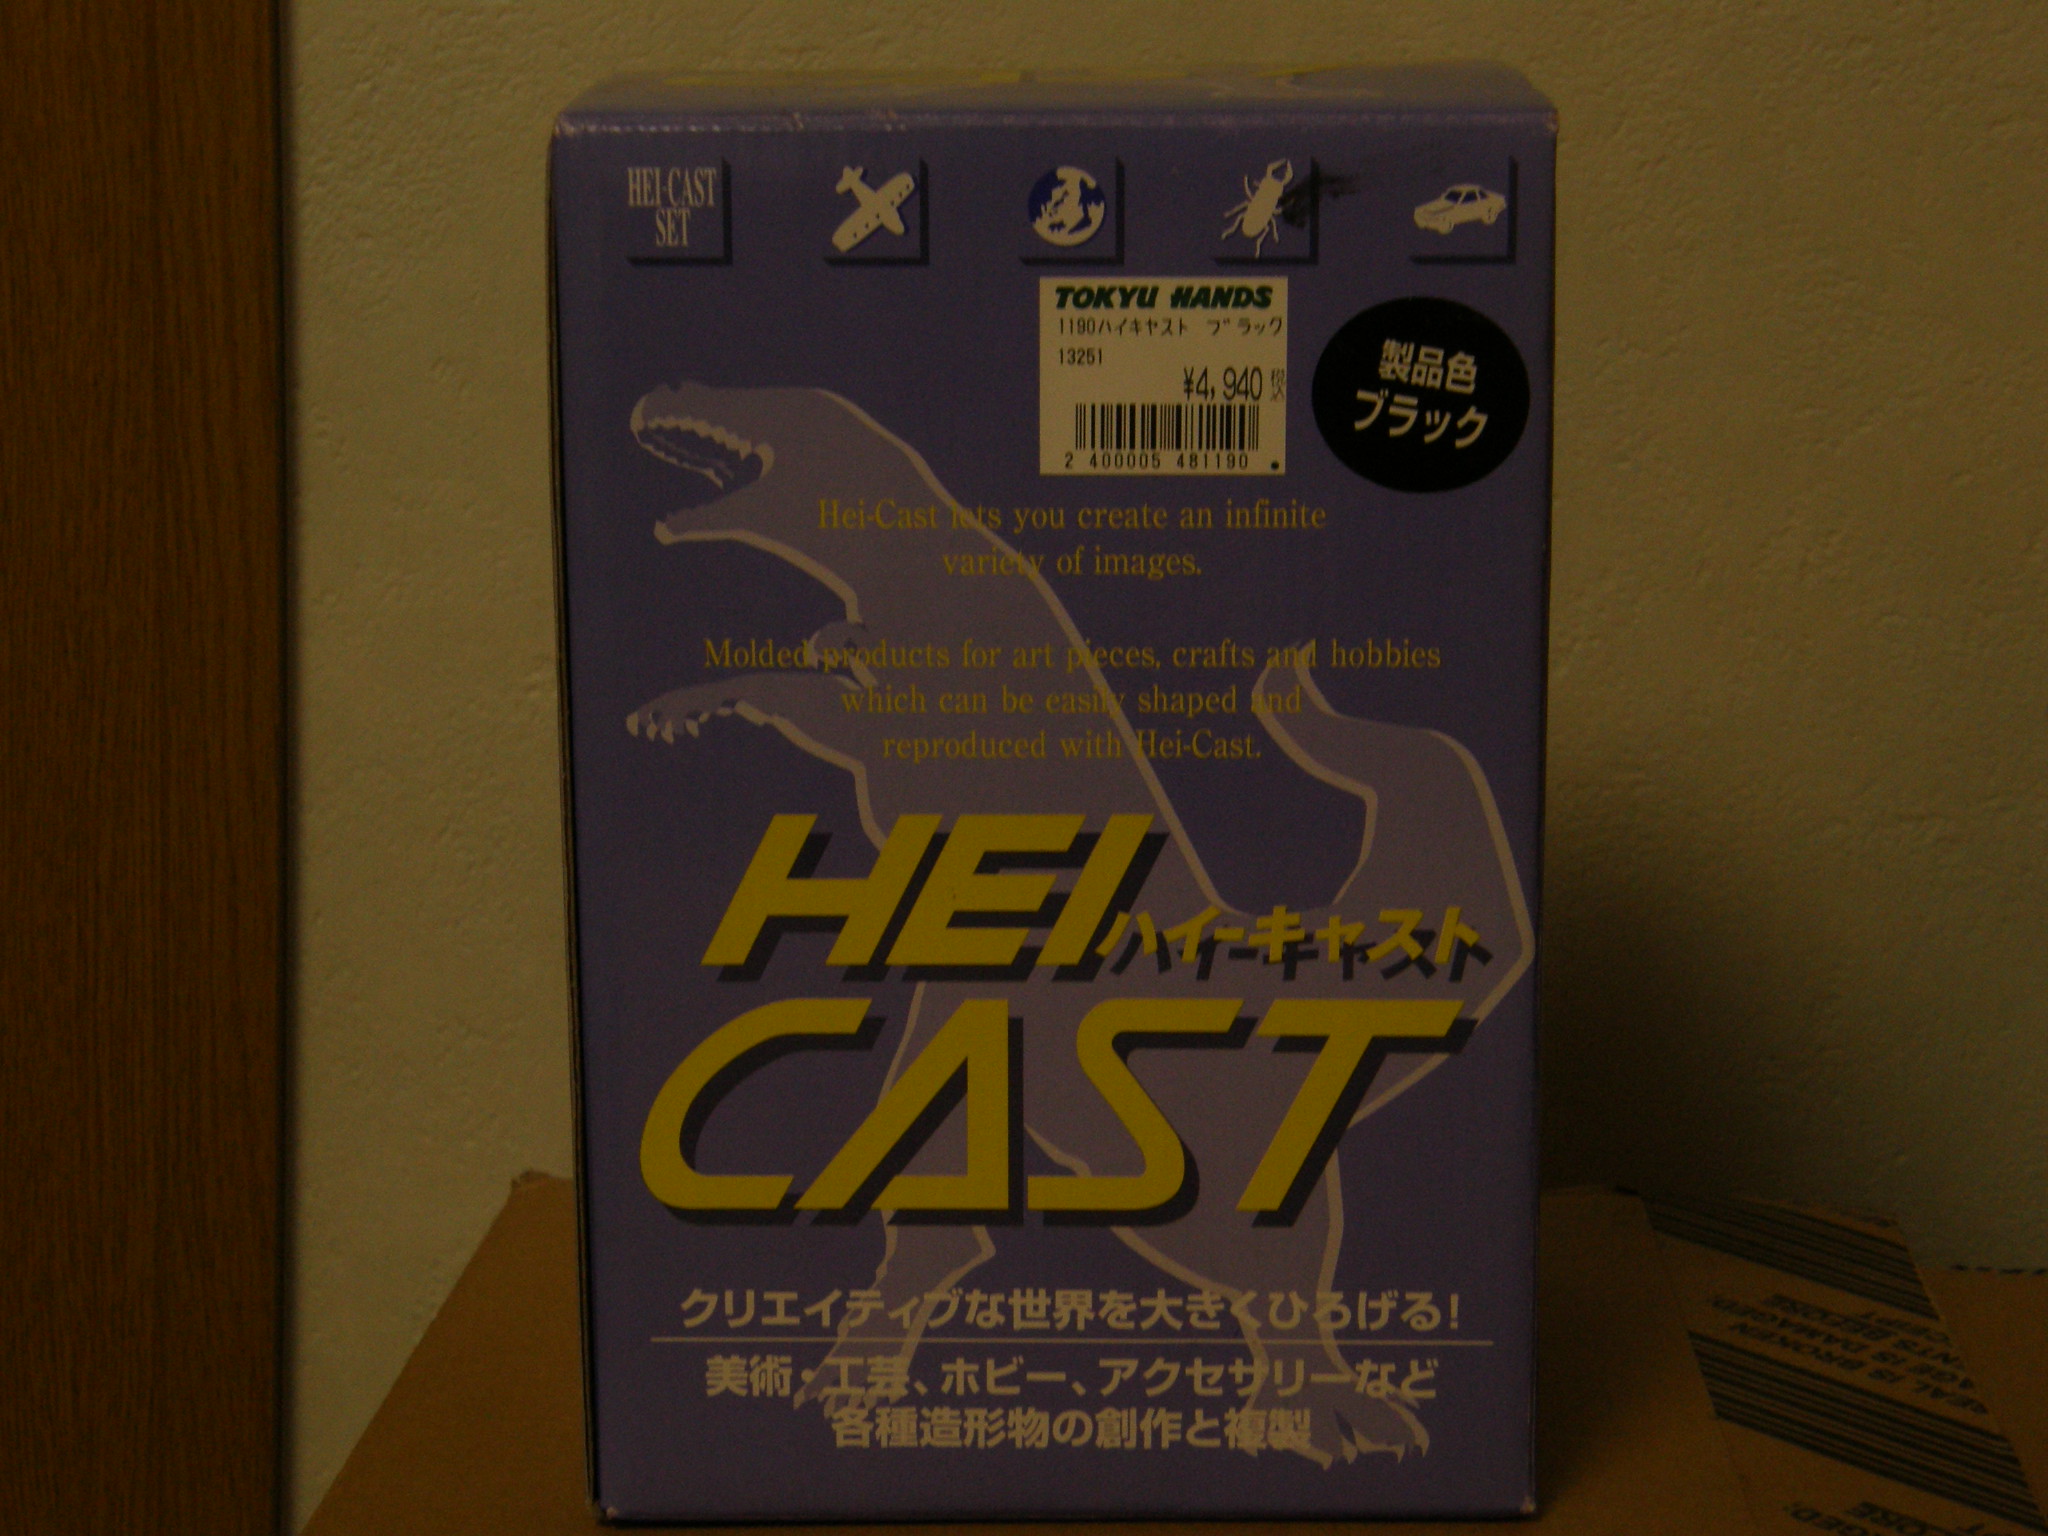 HEI-CAST
SET
TOKYU HANDS
1190ハイキャスト ブラック
13251
¥4,940 税込
2 400005 481190
製品色
ブラック
Hei-Cast lets you create an infinite
variety of images.
Molded products for art pieces, crafts and hobbies
which can be easily shaped and
reproduced with Hei-Cast.
HEI
ハイ-キャスト
CAST
クリエイティブな世界を大きくひろげる!
美術・工芸、ホビー、アクセサリーなど
各種造形物の創作と複製
BROKEN